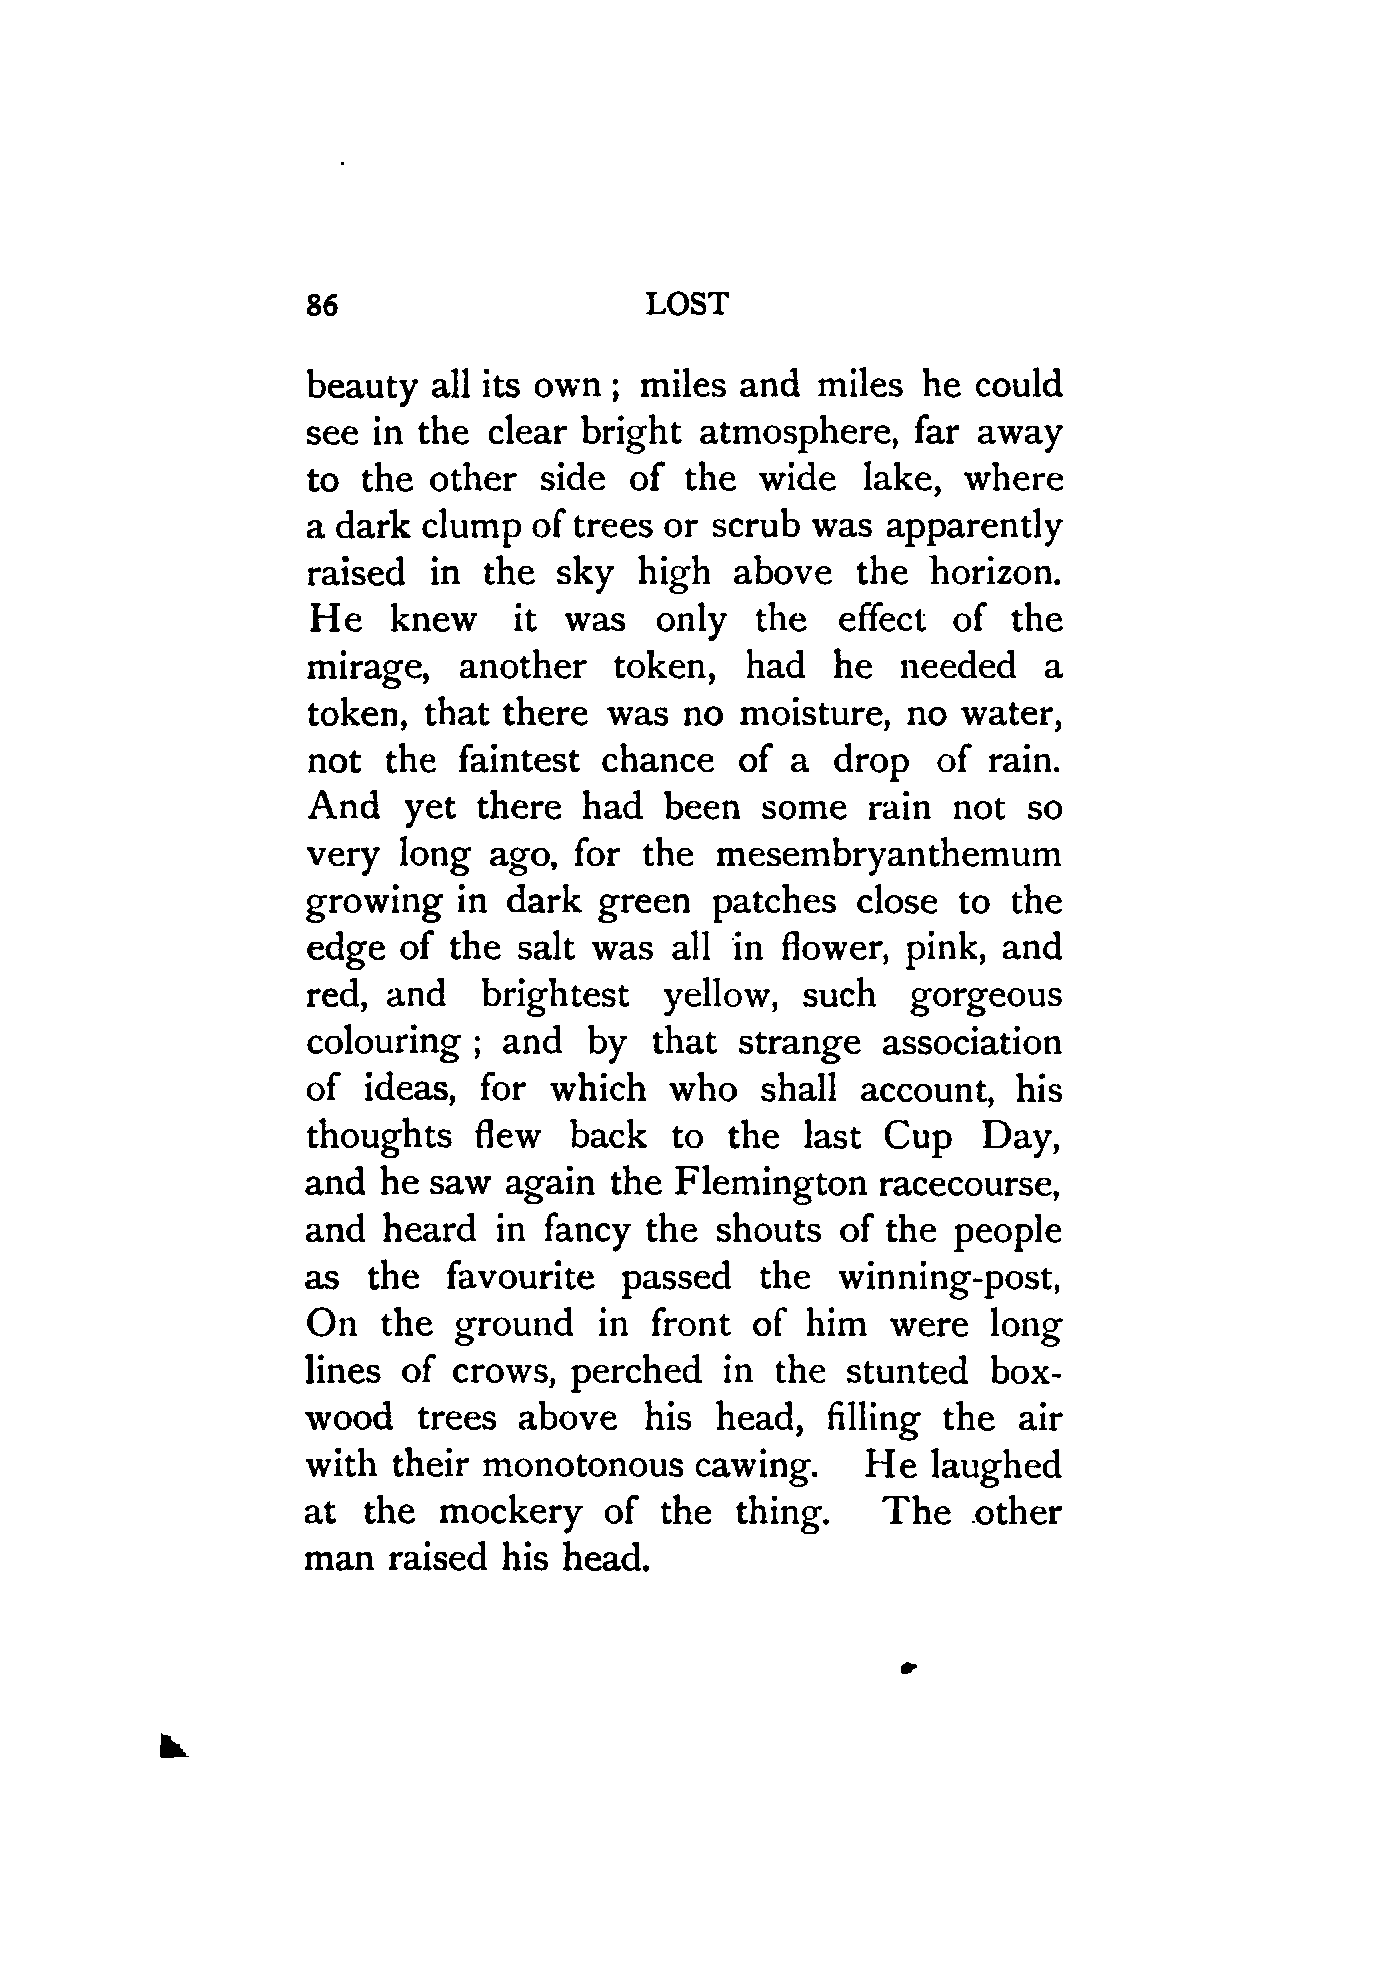 86 LOST
beauty all its own ; miles and miles he could
see in the clear bright atmosphere, far away
to the other side of the wide lake, where
a dark clump of trees or scrub was apparently
raised in the sky high above the horizon.
He knew it was only the effect of the
mirage, another token, had he needed a
token, that there was no moisture, no water,
not the faintest chance of a drop of rain.
And yet there had been some rain not so
very long ago, for the mesembryanthemum
growing in dark green patches close to the
edge of the salt was all in flower, pink, and
red, and brightest yellow, such gorgeous
colouring ; and by that strange association
of ideas, for which who shall account, his
thoughts flew back to the last Cup Day,
and he saw again the Flemington racecourse,
and heard in fancy the shouts of the people
as the favourite passed the winning-post,
On the ground in front of him were long
lines of crows, perched in the stunted box-
wood trees above his head, filling the air
with their monotonous cawing. He laughed
at the mockery of the thing. The other
man raised his head.